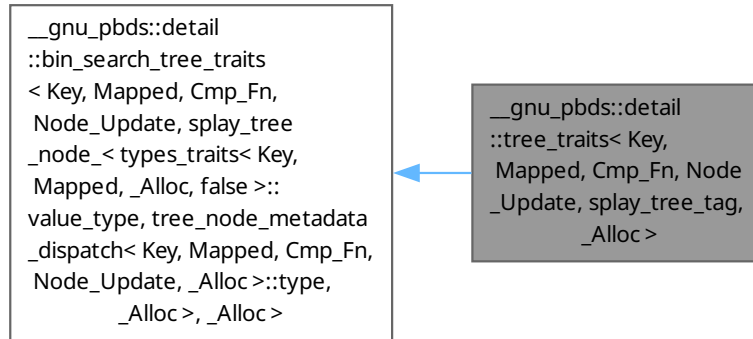 __gnu_pbds::detail
::bin_search_tree_traits
< Key, Mapped, Cmp_Fn,
Node_Update, splay_tree
_node_< types_traits< Key,
Mapped, _Alloc, false >::
value_type, tree_node_metadata
_dispatch< Key, Mapped, Cmp_Fn,
Node_Update, _Alloc >::type,
_Alloc >, _Alloc >
__gnu_pbds::detail
::tree_traits< Key,
Mapped, Cmp_Fn, Node
_Update, splay_tree_tag,
_Alloc >